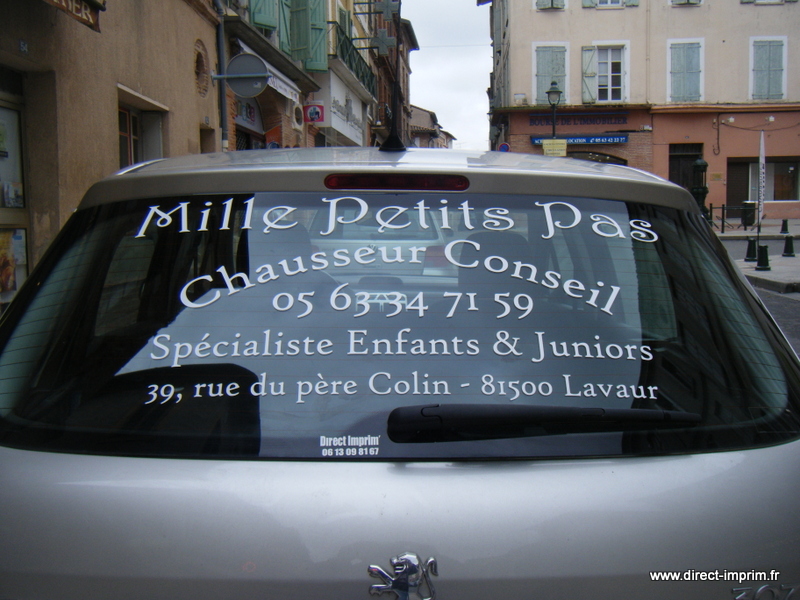 Mille Petits Pas
Chausseur Conseil
05 63 34 71 59
Spécialiste Enfants & Juniors
39, rue du père Colin - 81500 Lavaur
Direct Imprim'
06 13 09 81 67
www.direct-imprim.fr